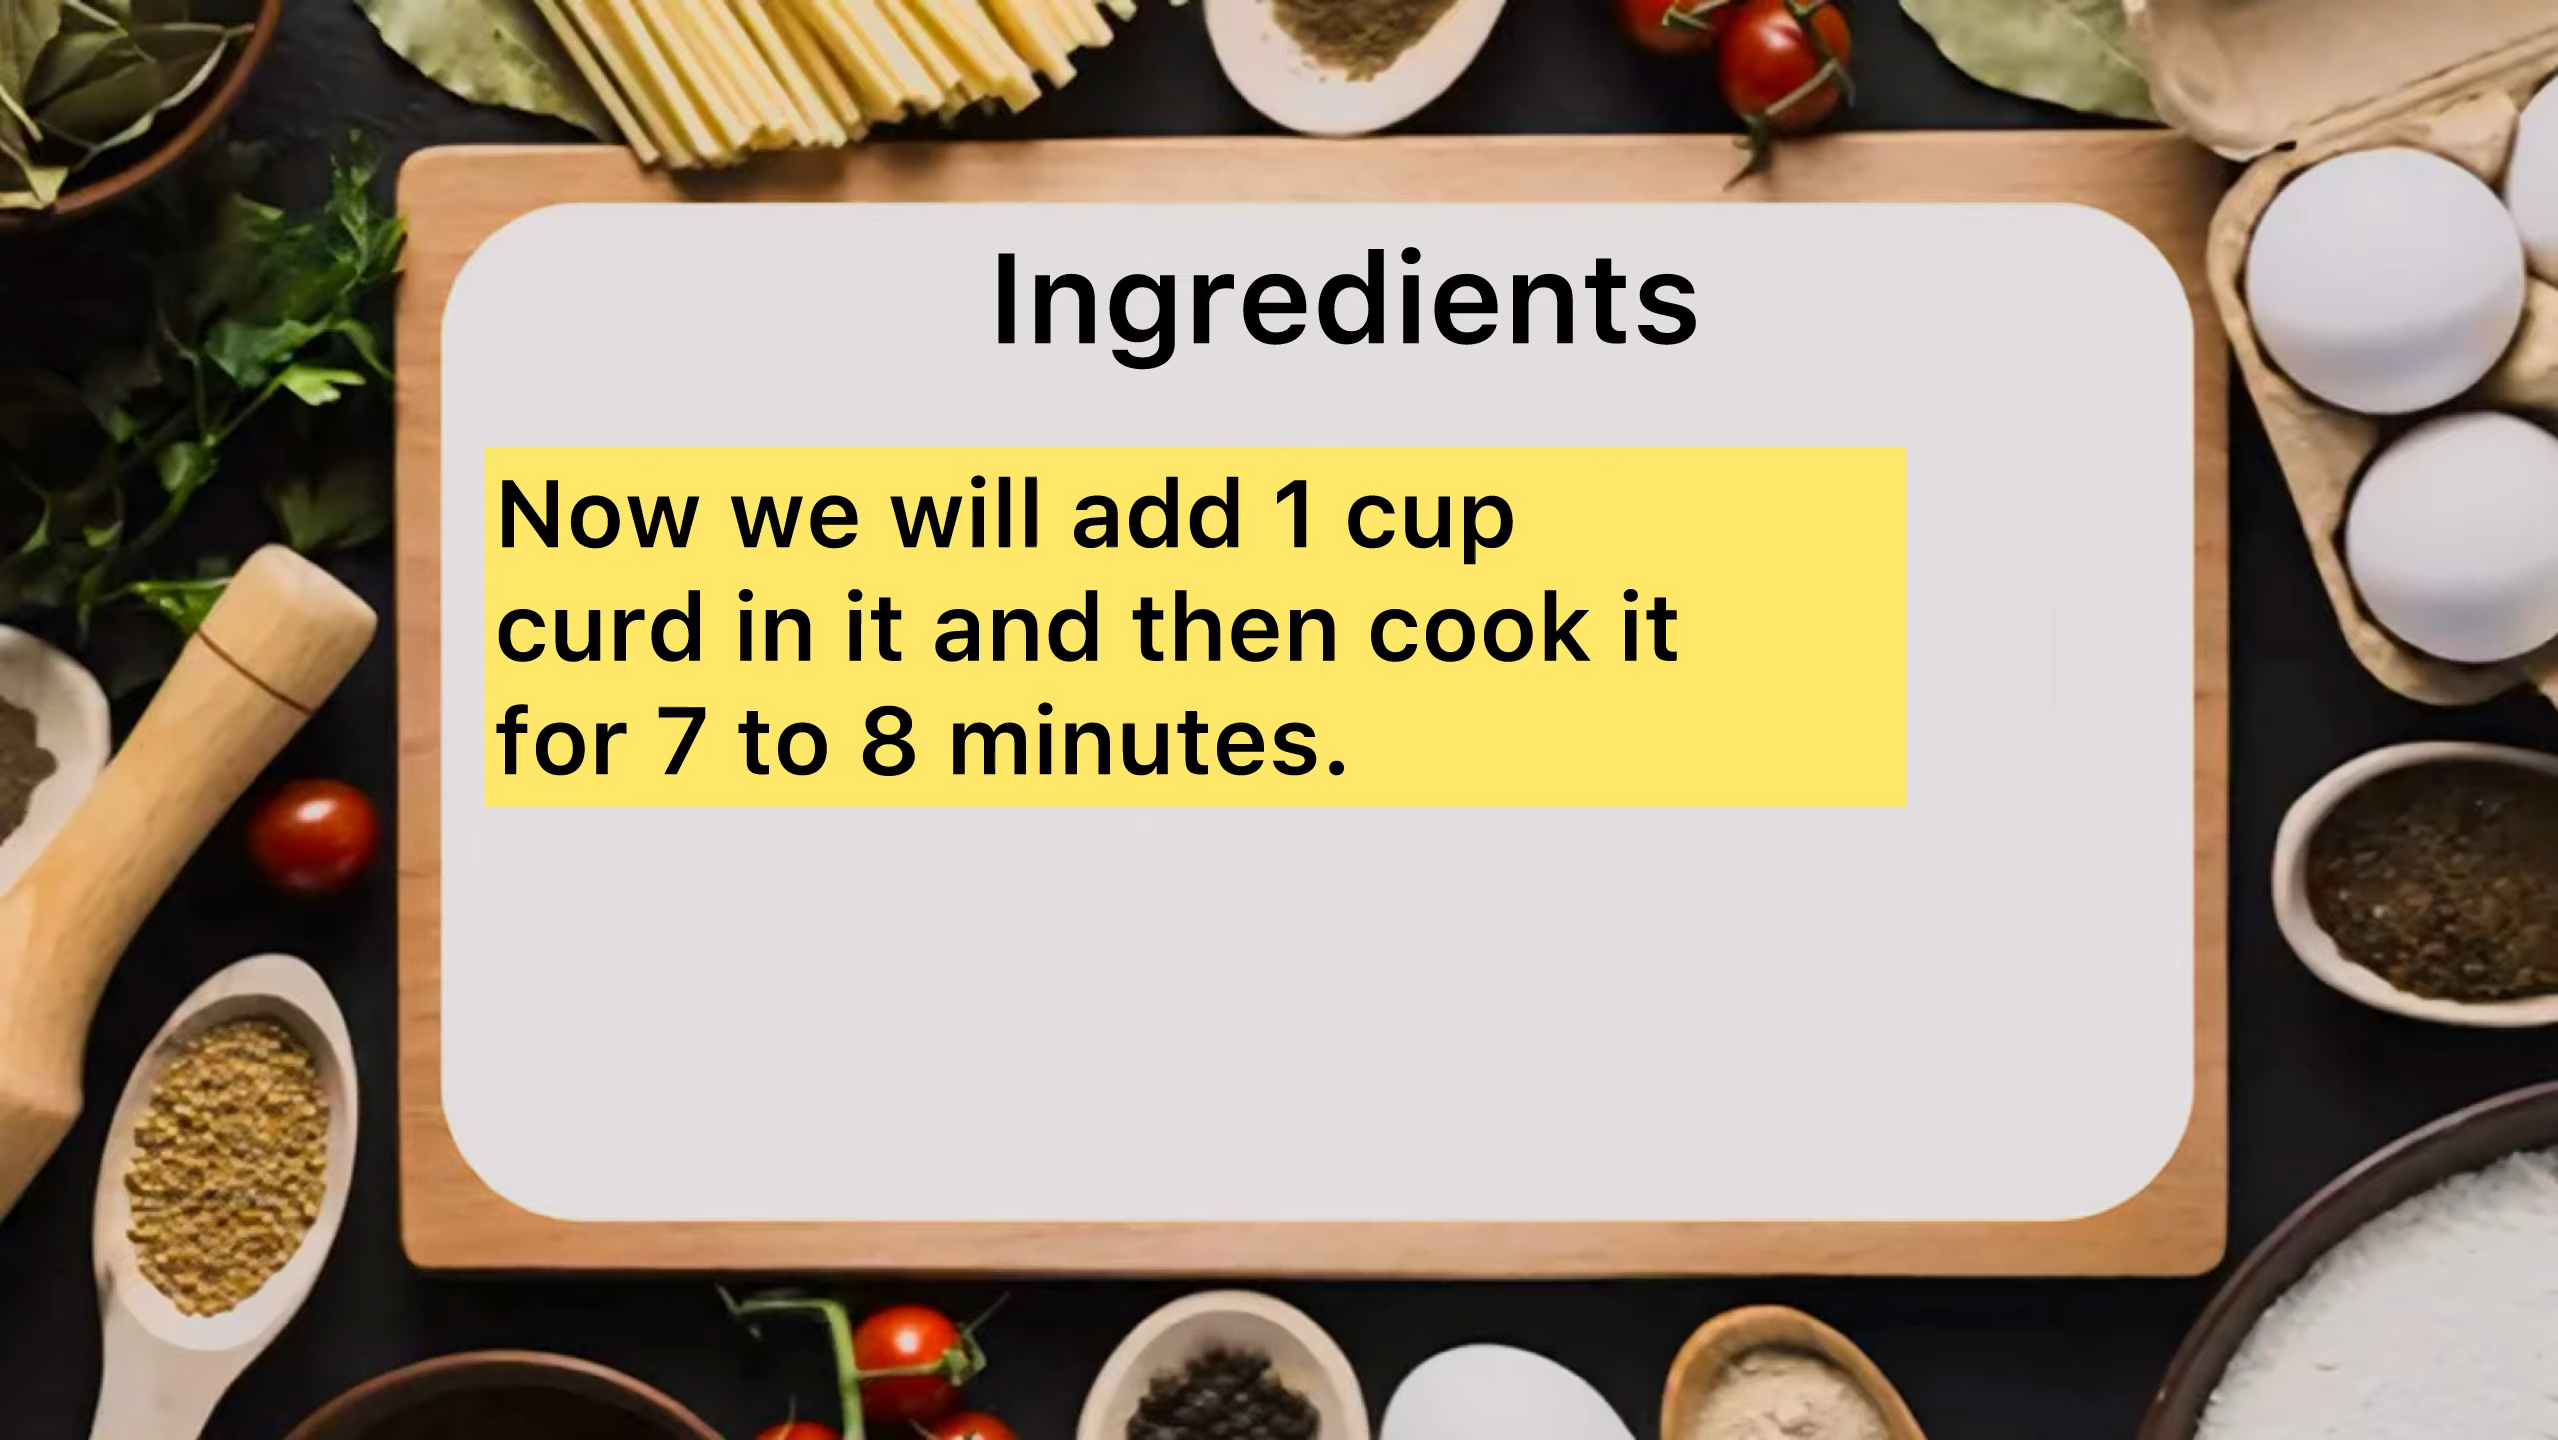 Ingredients
Now we will add 1 cup
curd in it and then cook it
for 7 to 8 minutes.